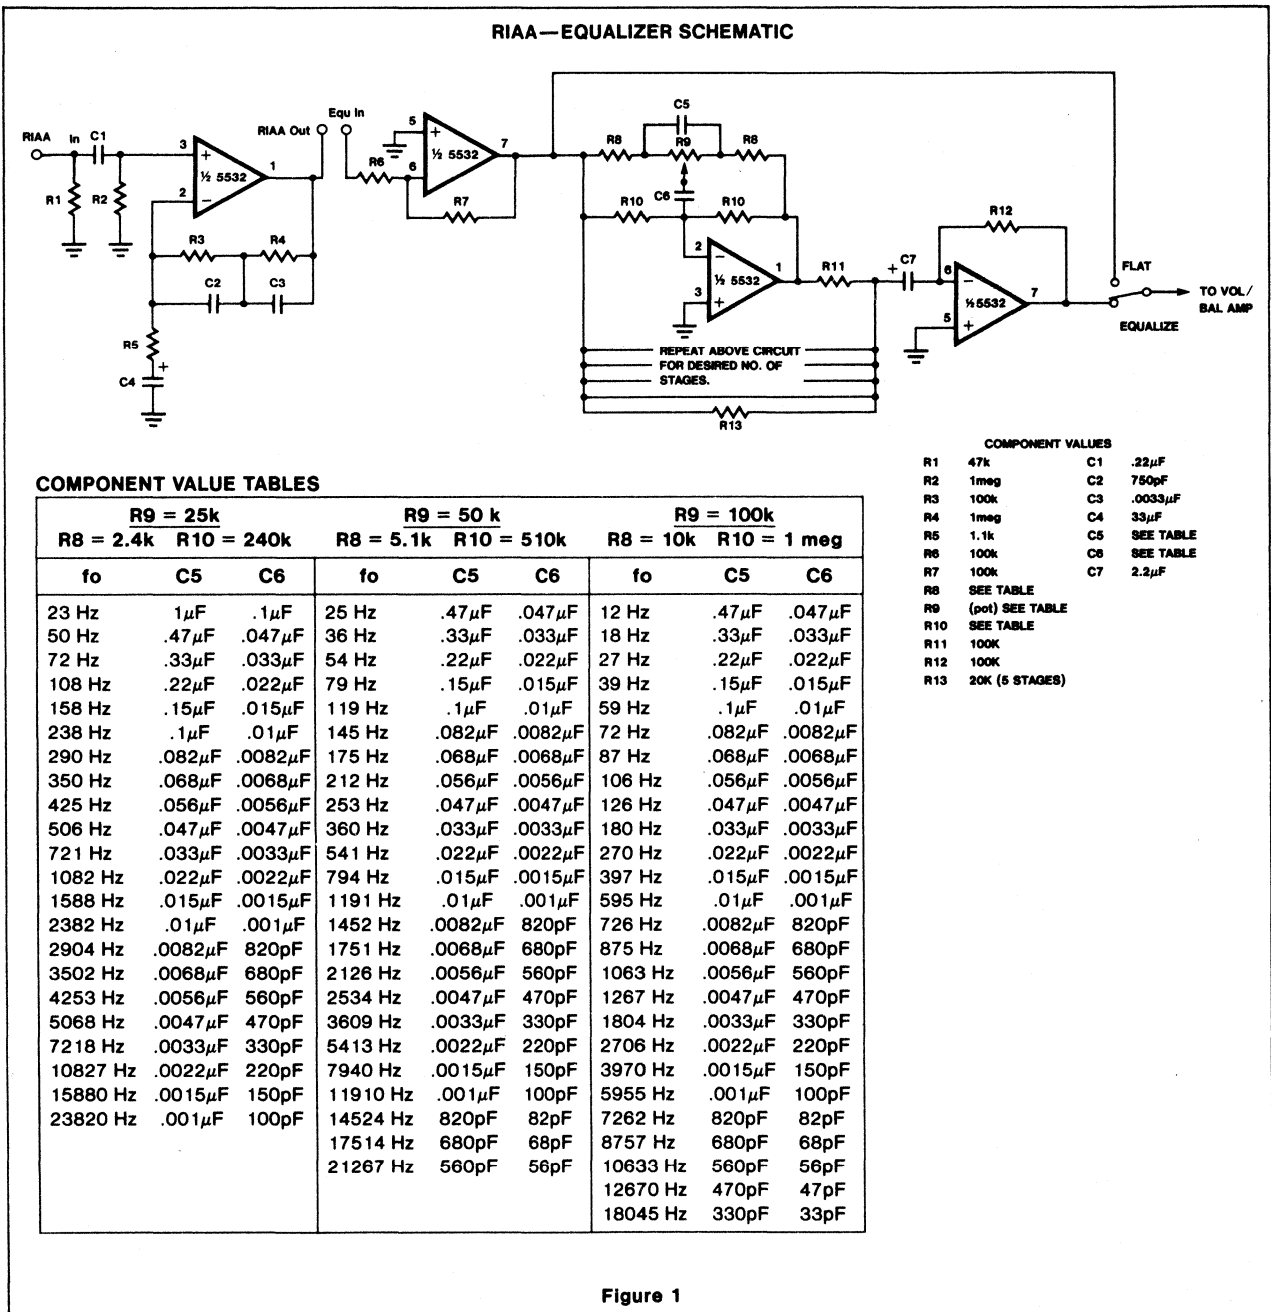 RIAA—EQUALIZER SCHEMATIC
RIAA
In
C1
R1
R2
3
+
½ 5532
1
2
−
R3
R4
C2
C3
R5
+
C4
RIAA Out
Equ In
R6
5
+
½ 5532
7
6
−
R7
C5
R8
R9
R8
C6
R10
R10
2
−
½ 5532
1
3
+
R11
+
C7
R12
6
−
½ 5532
7
5
+
FLAT
TO VOL/
BAL AMP
EQUALIZE
REPEAT ABOVE CIRCUIT
FOR DESIRED NO. OF
STAGES.
R13
COMPONENT VALUES
R1 47k C1 .22µF
R2 1meg C2 750pF
R3 100k C3 .0033µF
R4 1meg C4 33µF
R5 1.1k C5 SEE TABLE
R6 100k C6 SEE TABLE
R7 100k C7 2.2µF
R8 SEE TABLE
R9 (pot) SEE TABLE
R10 SEE TABLE
R11 100K
R12 100K
R13 20K (5 STAGES)
COMPONENT VALUE TABLES
R9 = 25k R9 = 50 k R9 = 100k
R8 = 2.4k R10 = 240k R8 = 5.1k R10 = 510k R8 = 10k R10 = 1 meg
fo C5 C6 fo C5 C6 fo C5 C6
23 Hz 1µF .1µF 25 Hz .47µF .047µF 12 Hz .47µF .047µF
50 Hz .47µF .047µF 36 Hz .33µF .033µF 18 Hz .33µF .033µF
72 Hz .33µF .033µF 54 Hz .22µF .022µF 27 Hz .22µF .022µF
108 Hz .22µF .022µF 79 Hz .15µF .015µF 39 Hz .15µF .015µF
158 Hz .15µF .015µF 119 Hz .1µF .01µF 59 Hz .1µF .01µF
238 Hz .1µF .01µF 145 Hz .082µF .0082µF 72 Hz .082µF .0082µF
290 Hz .082µF .0082µF 175 Hz .068µF .0068µF 87 Hz .068µF .0068µF
350 Hz .068µF .0068µF 212 Hz .056µF .0056µF 106 Hz .056µF .0056µF
425 Hz .056µF .0056µF 253 Hz .047µF .0047µF 126 Hz .047µF .0047µF
506 Hz .047µF .0047µF 360 Hz .033µF .0033µF 180 Hz .033µF .0033µF
721 Hz .033µF .0033µF 541 Hz .022µF .0022µF 270 Hz .022µF .0022µF
1082 Hz .022µF .0022µF 794 Hz .015µF .0015µF 397 Hz .015µF .0015µF
1588 Hz .015µF .0015µF 1191 Hz .01µF .001µF 595 Hz .01µF .001µF
2382 Hz .01µF .001µF 1452 Hz .0082µF 820pF 726 Hz .0082µF 820pF
2904 Hz .0082µF 820pF 1751 Hz .0068µF 680pF 875 Hz .0068µF 680pF
3502 Hz .0068µF 680pF 2126 Hz .0056µF 560pF 1063 Hz .0056µF 560pF
4253 Hz .0056µF 560pF 2534 Hz .0047µF 470pF 1267 Hz .0047µF 470pF
5068 Hz .0047µF 470pF 3609 Hz .0033µF 330pF 1804 Hz .0033µF 330pF
7218 Hz .0033µF 330pF 5413 Hz .0022µF 220pF 2706 Hz .0022µF 220pF
10827 Hz .0022µF 220pF 7940 Hz .0015µF 150pF 3970 Hz .0015µF 150pF
15880 Hz .0015µF 150pF 11910 Hz .001µF 100pF 5955 Hz .001µF 100pF
23820 Hz .001µF 100pF 14524 Hz 820pF 82pF 7262 Hz 820pF 82pF
17514 Hz 680pF 68pF 8757 Hz 680pF 68pF
21267 Hz 560pF 56pF 10633 Hz 560pF 56pF
12670 Hz 470pF 47pF
18045 Hz 330pF 33pF
Figure 1